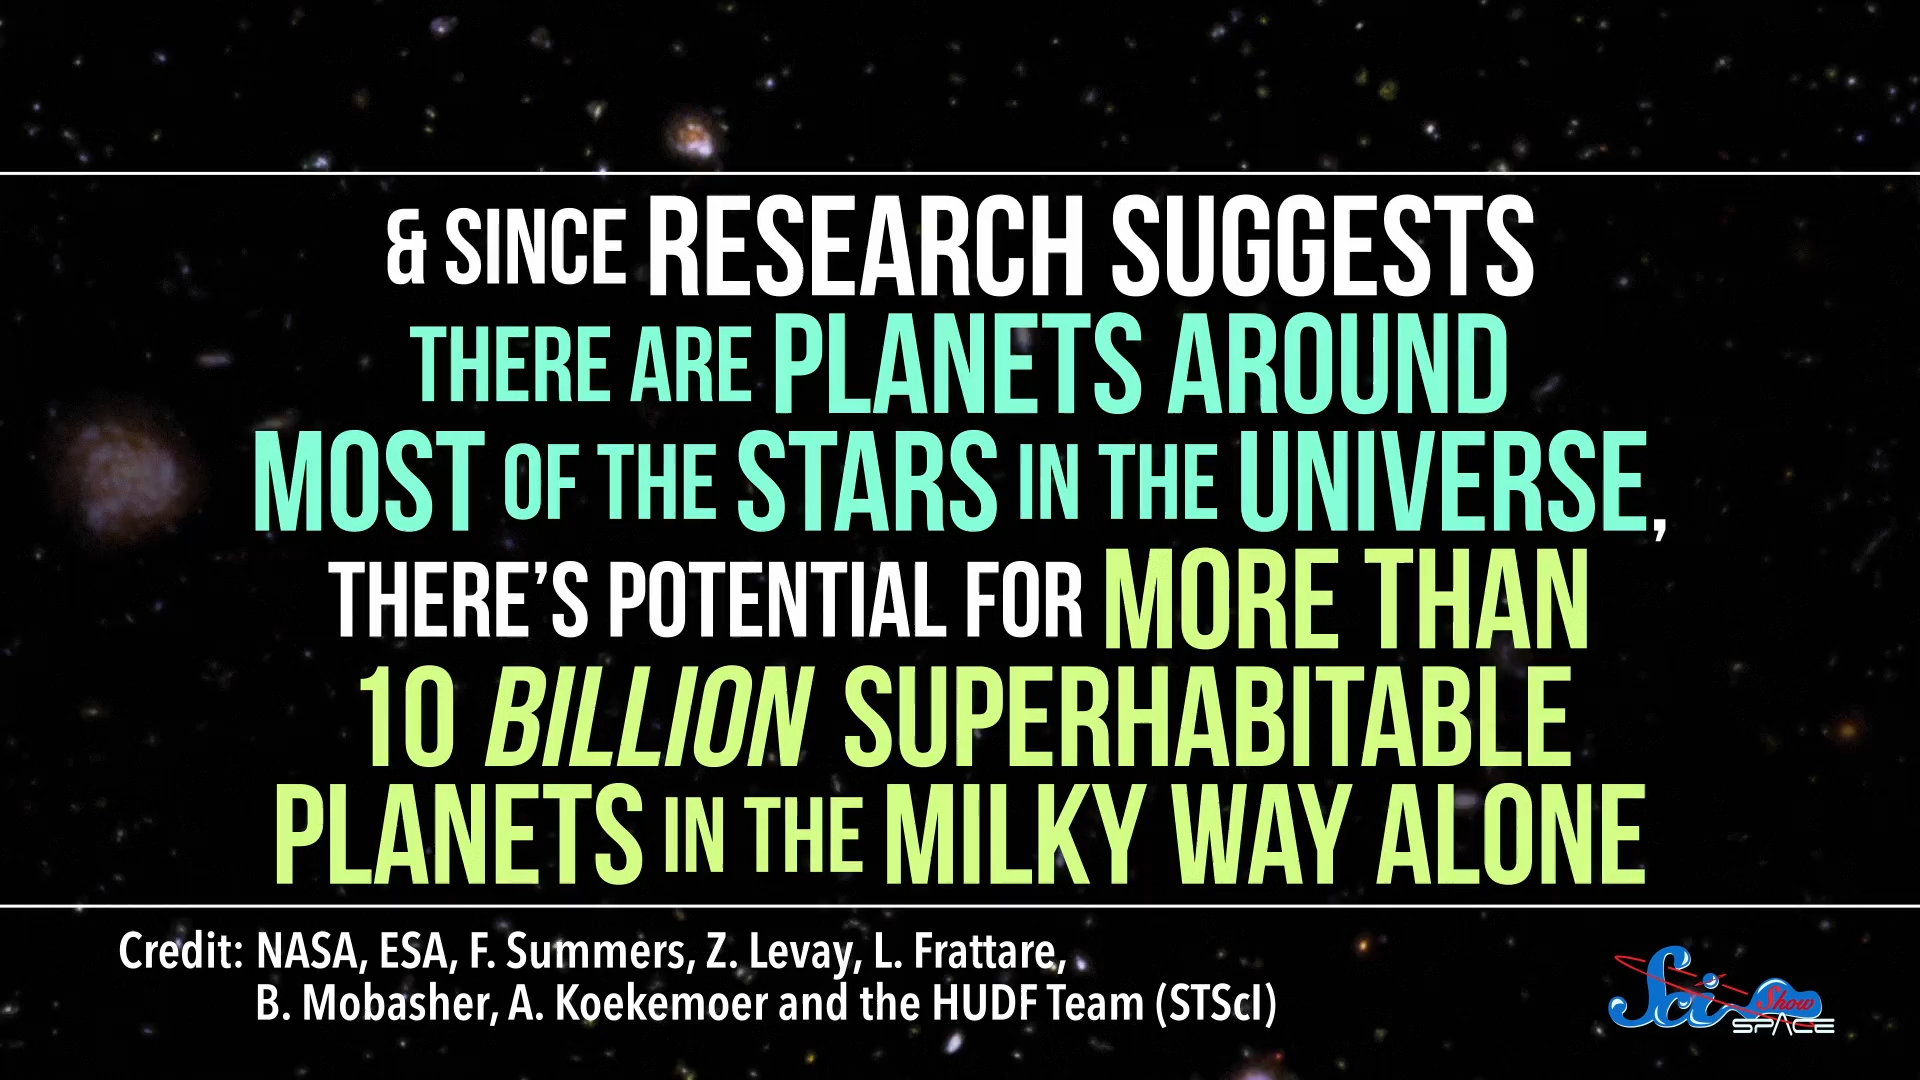 & SINCE RESEARCH SUGGESTS
THERE ARE PLANETS AROUND
MOST OF THE STARS IN THE UNIVERSE,
THERE’S POTENTIAL FOR MORE THAN
10 BILLION SUPERHABITABLE
PLANETS IN THE MILKY WAY ALONE
Credit: NASA, ESA, F. Summers, Z. Levay, L. Frattare,
B. Mobasher, A. Koekemoer and the HUDF Team (STScI)
Sci Show
SPACE